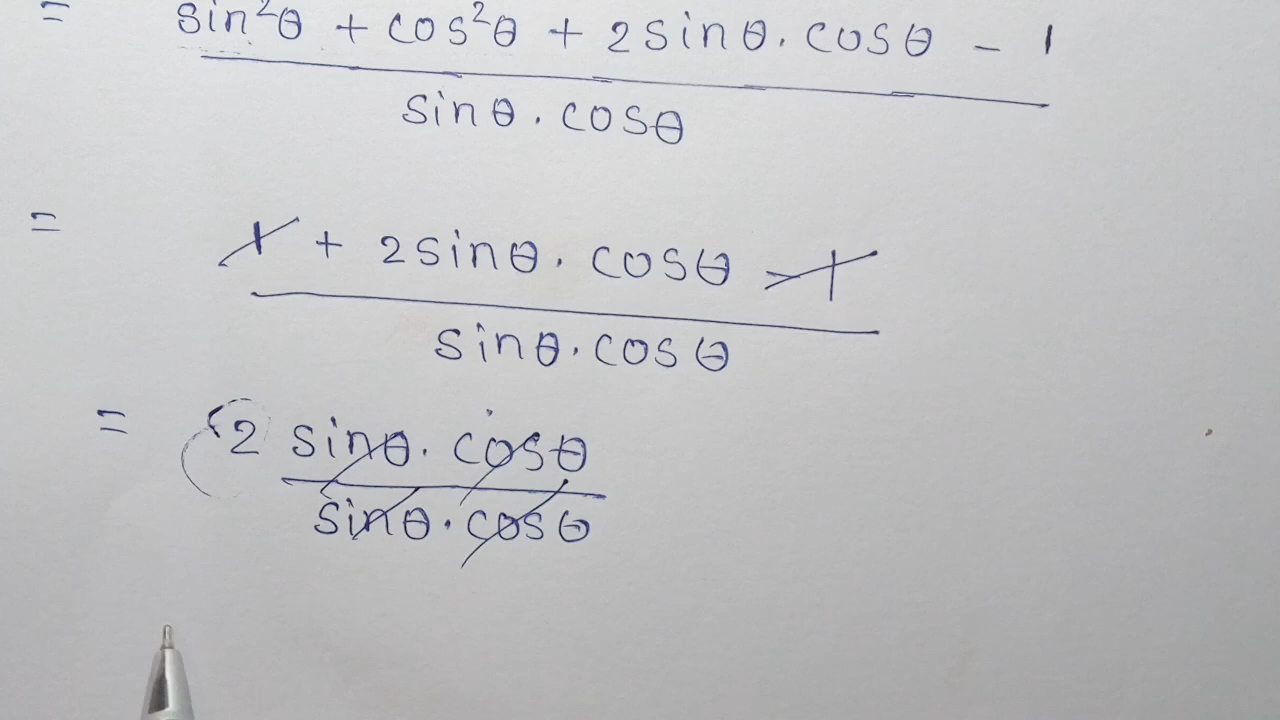 = sin²θ + cos²θ + 2sinθ. cosθ - 1
sinθ. cosθ
= 1 + 2sinθ. cosθ - 1
sinθ. cosθ
= 2 sinθ. cosθ
sinθ. cosθ